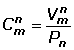 C_m^n = V_m^n / P_n